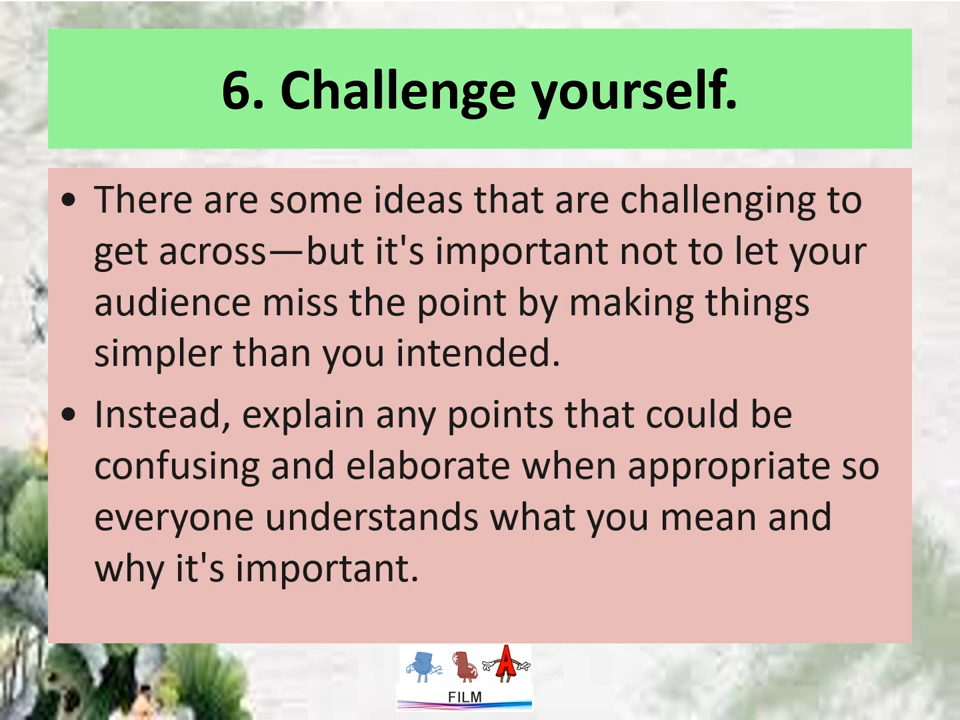 6. Challenge yourself.
• There are some ideas that are challenging to
get across—but it's important not to let your
audience miss the point by making things
simpler than you intended.
• Instead, explain any points that could be
confusing and elaborate when appropriate so
everyone understands what you mean and
why it's important.
A
FILM